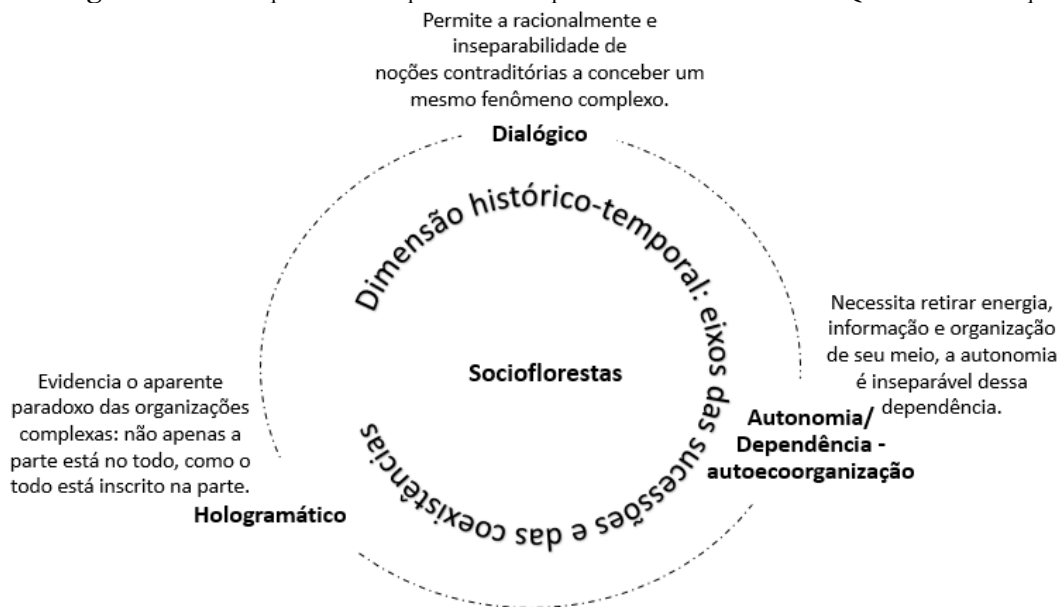 Permite a racionalmente e
inseparabilidade de
noções contraditórias a conceber um
mesmo fenômeno complexo.
Dialógico
Dimensão histórico-temporal: eixos das sucessões e das coexistências
Socioflorestas
Necessita retirar energia,
informação e organização
de seu meio, a autonomia
é inseparável dessa
dependência.
Autonomia/
Dependência -
autoecoorganização
Evidencia o aparente
paradoxo das organizações
complexas: não apenas a
parte está no todo, como o
todo está inscrito na parte.
Hologramático